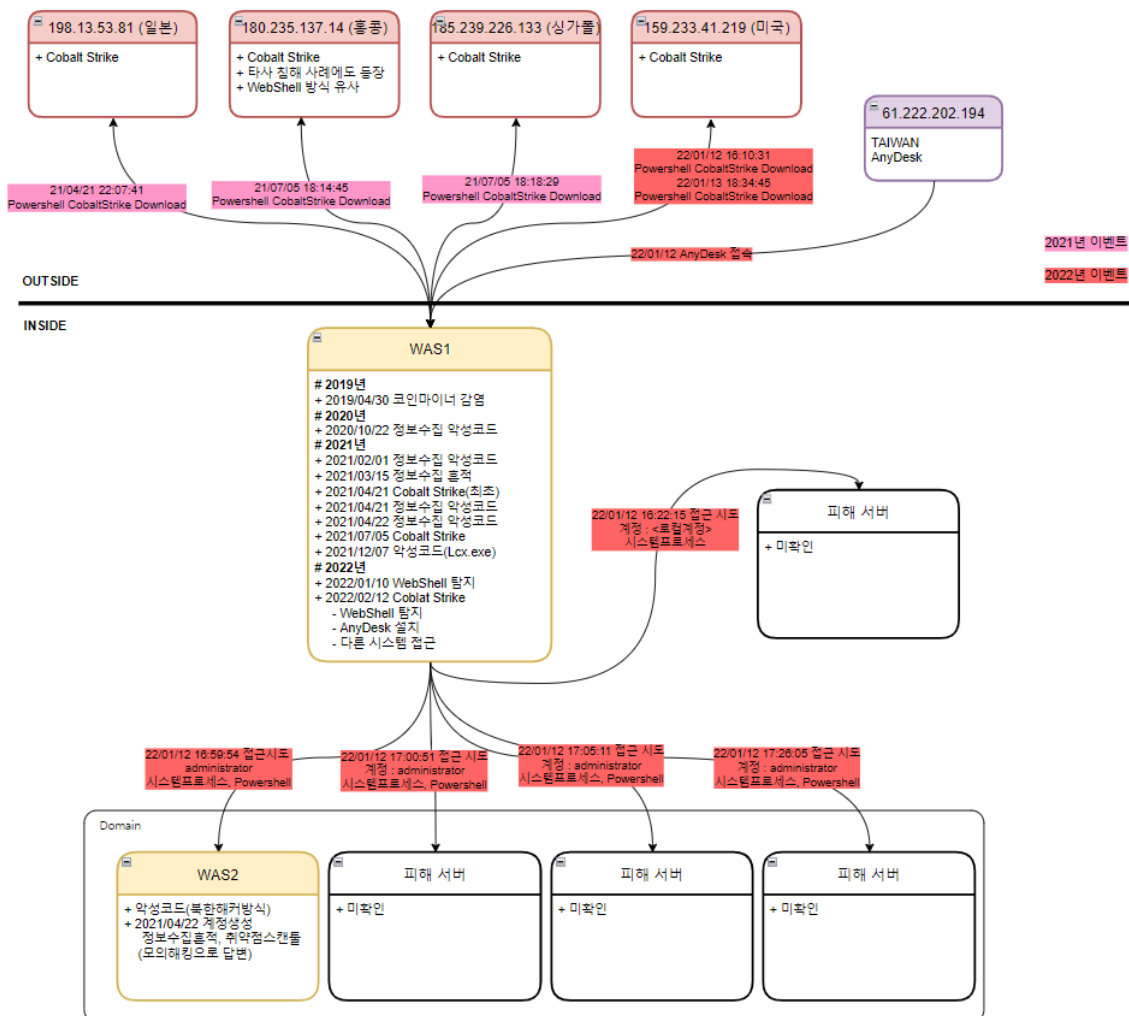 198.13.53.81 (일본)
+ Cobalt Strike
180.235.137.14 (홍콩)
+ Cobalt Strike
+ 타사 침해 사례에도 등장
+ WebShell 방식 유사
185.239.226.133 (싱가폴)
+ Cobalt Strike
159.233.41.219 (미국)
+ Cobalt Strike
61.222.202.194
TAIWAN
AnyDesk
21/04/21 22:07:41
Powershell CobaltStrike Download
21/07/05 18:14:45
Powershell CobaltStrike Download
21/07/05 18:18:29
Powershell CobaltStrike Download
22/01/12 16:10:31
Powershell CobaltStrike Download
22/01/13 18:34:45
Powershell CobaltStrike Download
22/01/12 AnyDesk 접속
2021년 이벤트
2022년 이벤트
OUTSIDE
INSIDE
WAS1
# 2019년
+ 2019/04/30 코인마이너 감염
# 2020년
+ 2020/10/22 정보수집 악성코드
# 2021년
+ 2021/02/01 정보수집 악성코드
+ 2021/03/15 정보수집 흔적
+ 2021/04/21 Cobalt Strike(최초)
+ 2021/04/21 정보수집 악성코드
+ 2021/04/22 정보수집 악성코드
+ 2021/07/05 Cobalt Strike
+ 2021/12/07 악성코드(Lcx.exe)
# 2022년
+ 2022/01/10 WebShell 탐지
+ 2022/02/12 Coblat Strike
- WebShell 탐지
- AnyDesk 설치
- 다른 시스템 접근
22/01/12 16:22:15 접근 시도
계정 : <로컬계정>
시스템프로세스
피해 서버
+ 미확인
22/01/12 16:59:54 접근시도
administrator
시스템프로세스, Powershell
22/01/12 17:00:51 접근 시도
계정 : administrator
시스템프로세스, Powershell
22/01/12 17:05:11 접근 시도
계정 : administrator
시스템프로세스, Powershell
22/01/12 17:26:05 접근 시도
계정 : administrator
시스템프로세스, Powershell
Domain
WAS2
+ 악성코드(북한해커방식)
+ 2021/04/22 계정생성
정보수집흔적, 취약점스캔툴
(모의해킹으로 답변)
피해 서버
+ 미확인
피해 서버
+ 미확인
피해 서버
+ 미확인